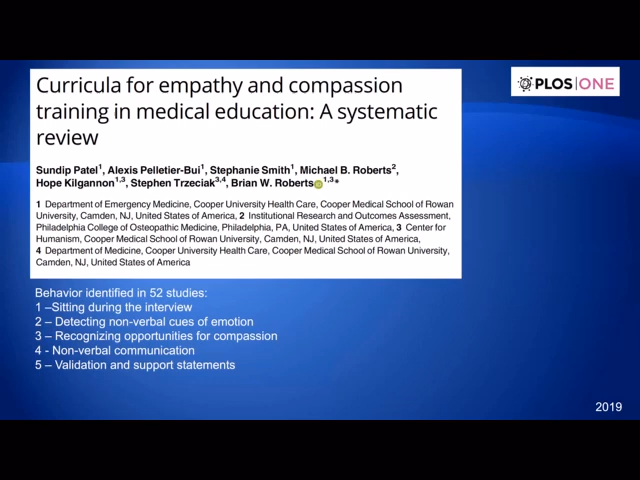 PLOS|ONE
Curricula for empathy and compassion
training in medical education: A systematic
review
Sundip Patel1, Alexis Pelletier-Bui1, Stephanie Smith1, Michael B. Roberts2,
Hope Kilgannon1,3, Stephen Trzeciak3,4, Brian W. Roberts1,3*
1 Department of Emergency Medicine, Cooper University Health Care, Cooper Medical School of Rowan
University, Camden, NJ, United States of America, 2 Institutional Research and Outcomes Assessment,
Philadelphia College of Osteopathic Medicine, Philadelphia, PA, United States of America, 3 Center for
Humanism, Cooper Medical School of Rowan University, Camden, NJ, United States of America,
4 Department of Medicine, Cooper University Health Care, Cooper Medical School of Rowan University,
Camden, NJ, United States of America
Behavior identified in 52 studies:
1 –Sitting during the interview
2 – Detecting non-verbal cues of emotion
3 – Recognizing opportunities for compassion
4 - Non-verbal communication
5 – Validation and support statements
2019